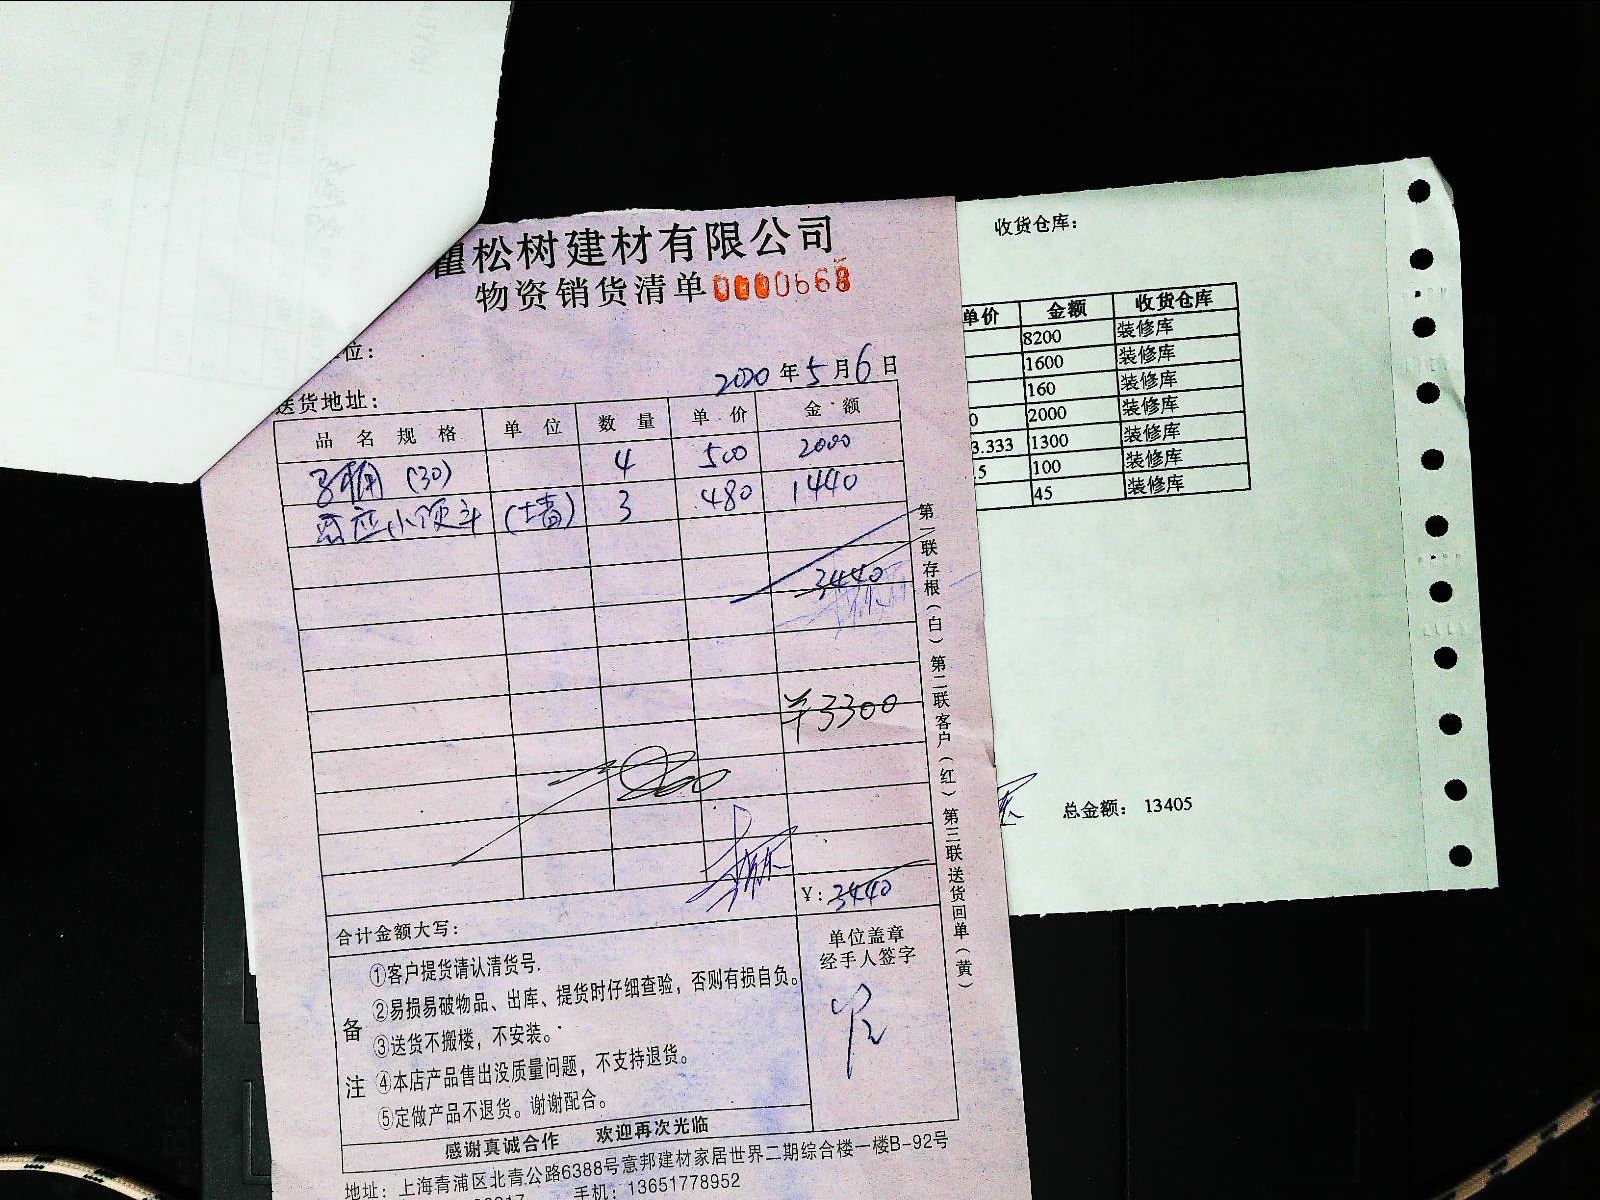 瞿松树建材有限公司
物资销货清单 0000668
位：
2020 年 5 月 6 日
送货地址：
品名规格 单位 数量 单价 金额
(30) 4 500 2000
感应小便斗 (墙) 3 480 1440
3440
¥3300
¥: 3440
合计金额大写：
备注
①客户提货请认清货号.
②易损易破物品、出库、提货时仔细查验，否则有损自负。
③送货不搬楼，不安装。
④本店产品售出没质量问题，不支持退货。
⑤定做产品不退货。谢谢配合。
单位盖章
经手人签字
感谢真诚合作 欢迎再次光临
地址：上海青浦区北青公路6388号意邦建材家居世界二期综合楼一楼B-92号
手机：13651778952
第一联存根（白）第二联客户（红）第三联送货回单（黄）
收货仓库：
单价 金额 收货仓库
8200 装修库
1600 装修库
160 装修库
0 2000 装修库
3.333 1300 装修库
.5 100 装修库
45 装修库
总金额： 13405